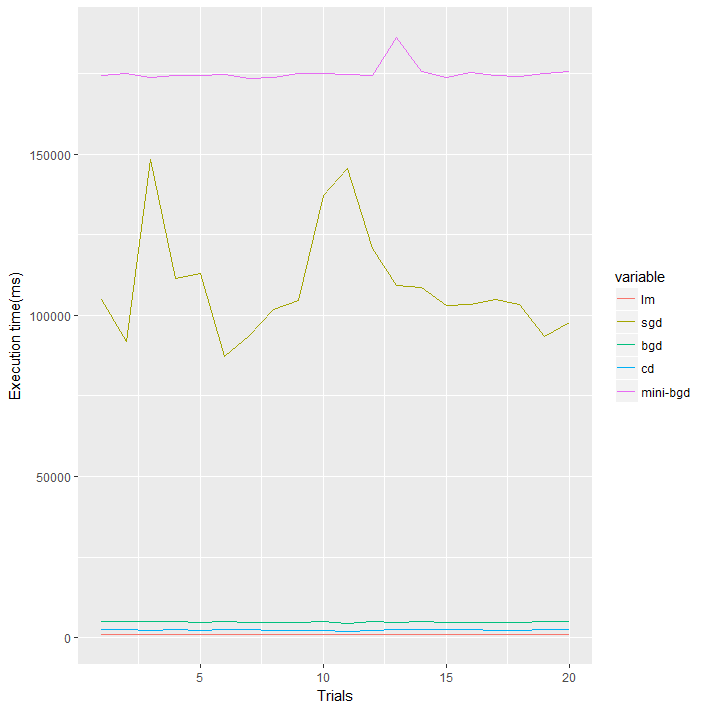 150000
100000
50000
0
Execution time(ms)
5
10
15
20
Trials
variable
lm
sgd
bgd
cd
mini-bgd